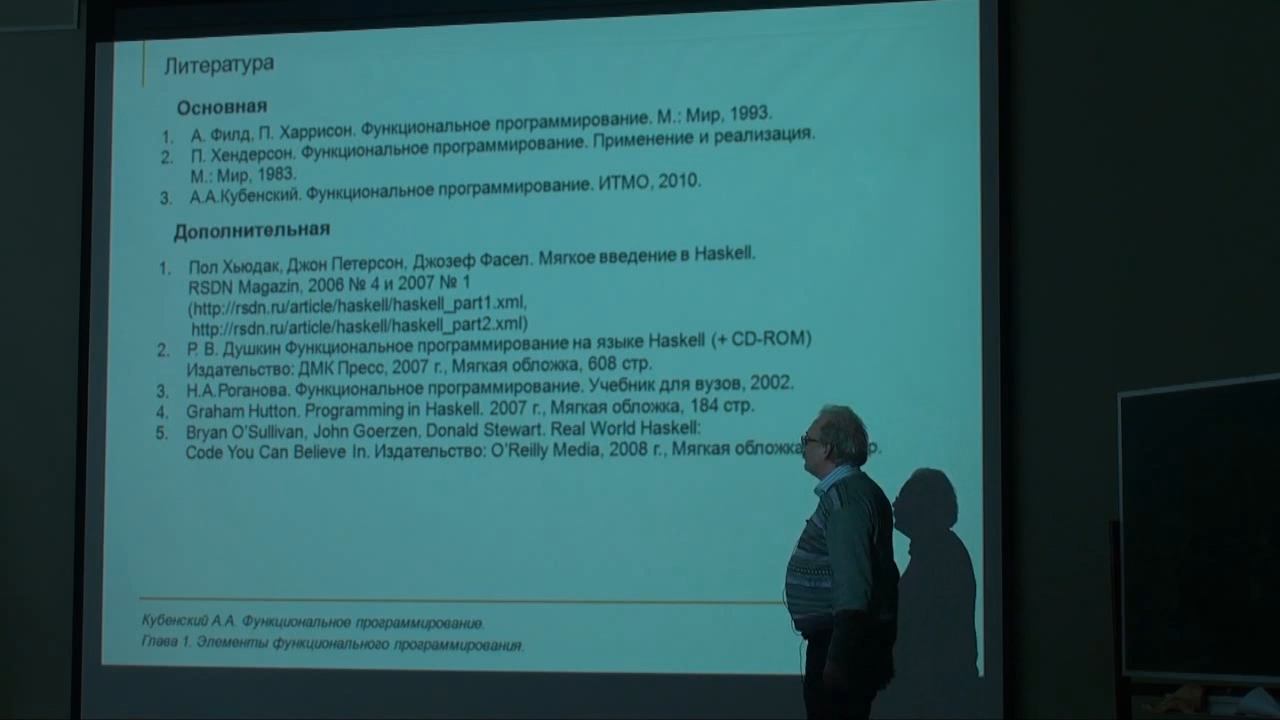 Литература
Основная
1. А. Филд, П. Харрисон. Функциональное программирование. М.: Мир, 1993.
2. П. Хендерсон. Функциональное программирование. Применение и реализация.
М.: Мир, 1983.
3. А.А.Кубенский. Функциональное программирование. ИТМО, 2010.
Дополнительная
1. Пол Хьюдак, Джон Петерсон, Джозеф Фасел. Мягкое введение в Haskell.
RSDN Magazin, 2006 № 4 и 2007 № 1
(http://rsdn.ru/article/haskell/haskell_part1.xml,
http://rsdn.ru/article/haskell/haskell_part2.xml)
2. Р. В. Душкин Функциональное программирование на языке Haskell (+ CD-ROM)
Издательство: ДМК Пресс, 2007 г., Мягкая обложка, 608 стр.
3. Н.А.Роганова. Функциональное программирование. Учебник для вузов, 2002.
4. Graham Hutton. Programming in Haskell. 2007 г., Мягкая обложка, 184 стр.
5. Bryan O'Sullivan, John Goerzen, Donald Stewart. Real World Haskell:
Code You Can Believe In. Издательство: O'Reilly Media, 2008 г., Мягкая обложка
Кубенский А.А. Функциональное программирование.
Глава 1. Элементы функционального программирования.